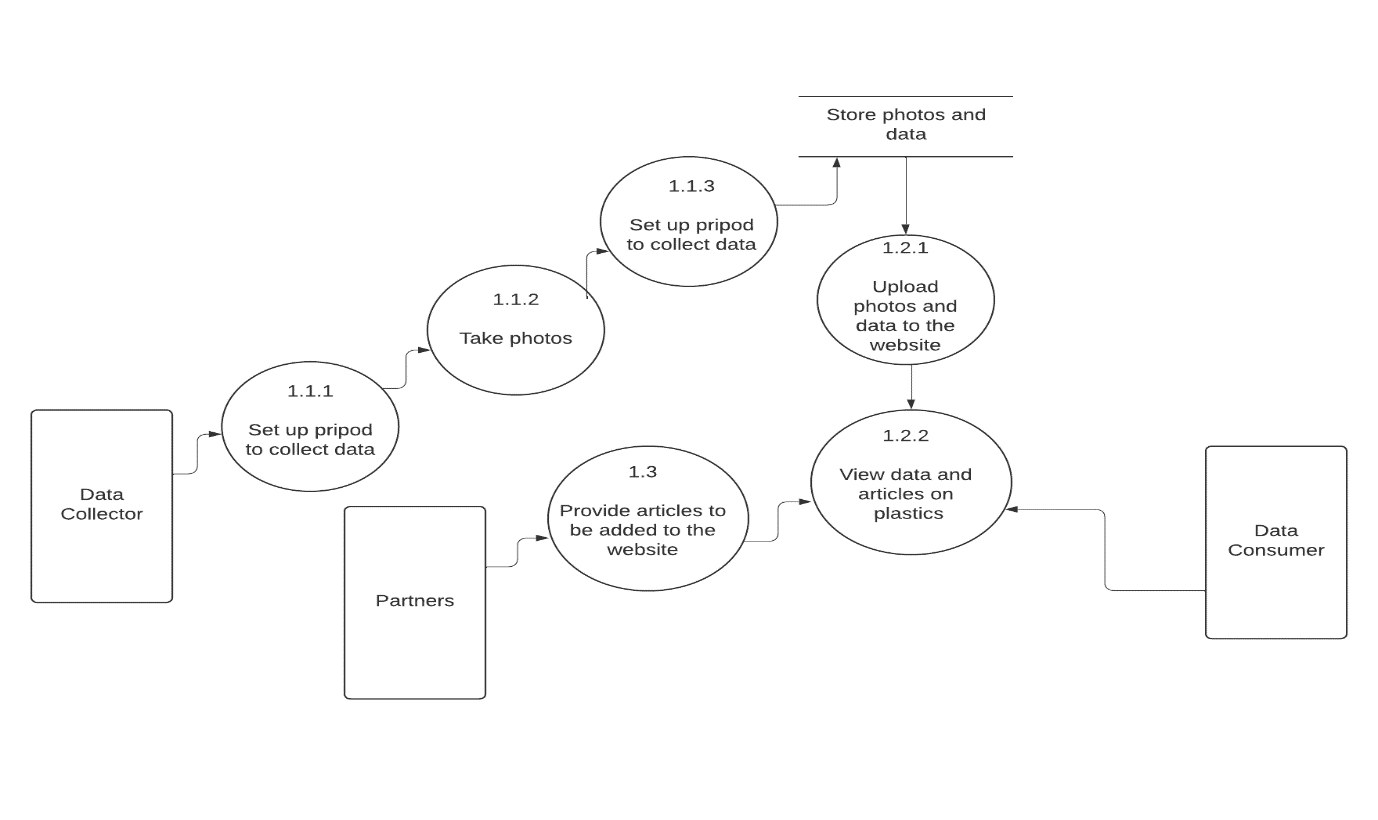 Store photos and
data
1.1.3
Set up pripod
to collect data
1.2.1
Upload
photos and
data to the
website
1.1.2
Take photos
1.1.1
Set up pripod
to collect data
Data
Collector
1.3
Provide articles to
be added to the
website
1.2.2
View data and
articles on
plastics
Partners
Data
Consumer